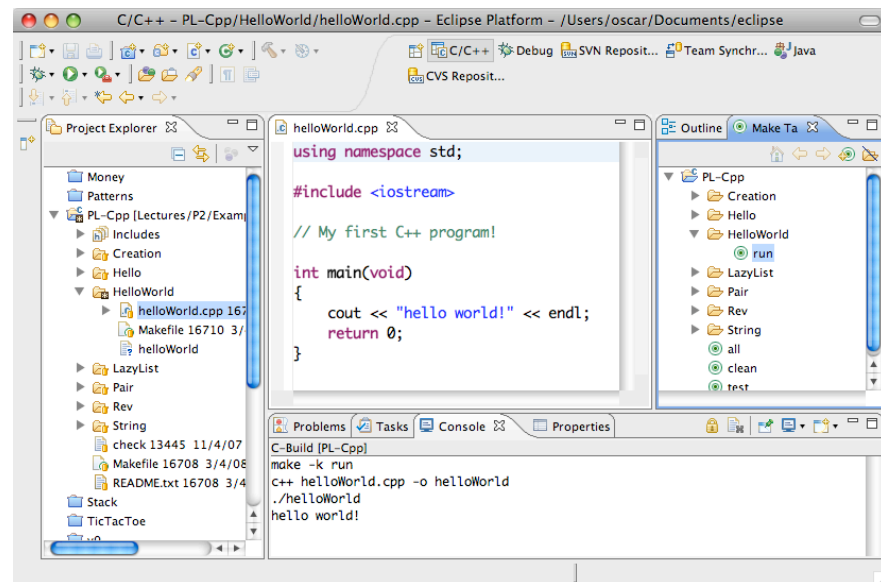 C/C++ – PL-Cpp/HelloWorld/helloWorld.cpp – Eclipse Platform – /Users/oscar/Documents/eclipse
C/C++ Debug SVN Reposit... Team Synchr... Java
CVS Reposit...
Project Explorer
Money
Patterns
PL-Cpp [Lectures/P2/Exam
Includes
Creation
Hello
HelloWorld
helloWorld.cpp 167
Makefile 16710 3/
helloWorld
LazyList
Pair
Rev
String
check 13445 11/4/07
Makefile 16708 3/4/08
README.txt 16708 3/4
Stack
TicTacToe
helloWorld.cpp
using namespace std;
#include <iostream>
// My first C++ program!
int main(void)
{
cout << "hello world!" << endl;
return 0;
}
Outline Make Ta
PL-Cpp
Creation
Hello
HelloWorld
run
LazyList
Pair
Rev
String
all
clean
test
Problems Tasks Console Properties
C-Build [PL-Cpp]
make -k run
c++ helloWorld.cpp -o helloWorld
./helloWorld
hello world!